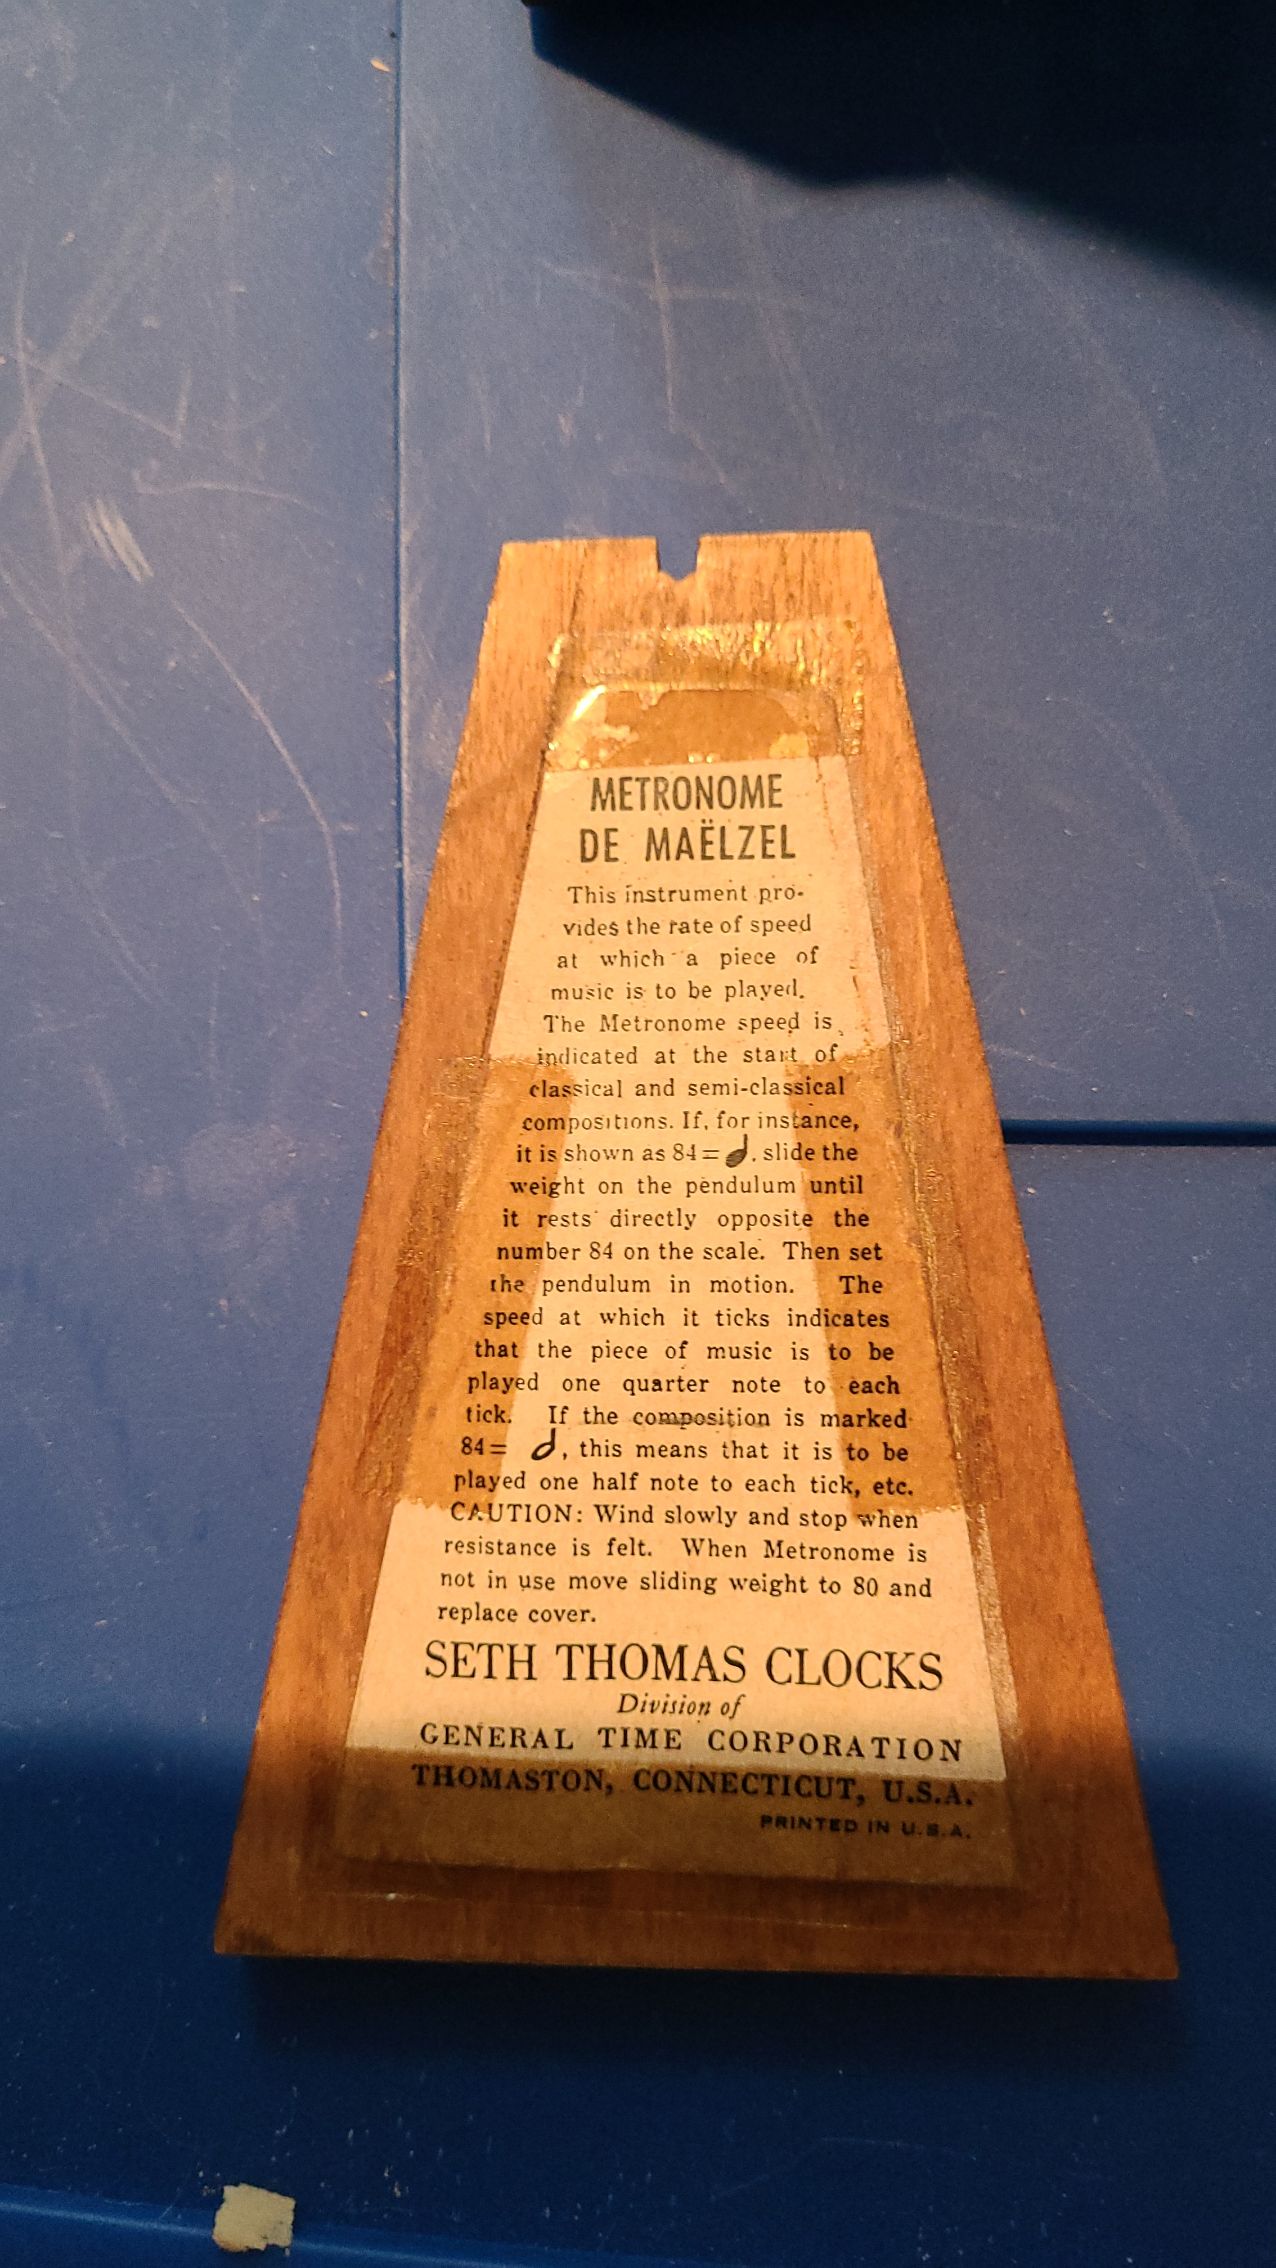 METRONOME
DE MAËLZEL
This instrument pro-
vides the rate of speed
at which a piece of
music is to be played.
The Metronome speed is
indicated at the start of
classical and semi-classical
compositions. If, for instance,
it is shown as 84=𝅘𝅥, slide the
weight on the pendulum until
it rests directly opposite the
number 84 on the scale. Then set
the pendulum in motion. The
speed at which it ticks indicates
that the piece of music is to be
played one quarter note to each
tick. If the composition is marked
84= 𝅗𝅥, this means that it is to be
played one half note to each tick, etc.
CAUTION: Wind slowly and stop when
resistance is felt. When Metronome is
not in use move sliding weight to 80 and
replace cover.
SETH THOMAS CLOCKS
Division of
GENERAL TIME CORPORATION
THOMASTON, CONNECTICUT, U.S.A.
PRINTED IN U.S.A.